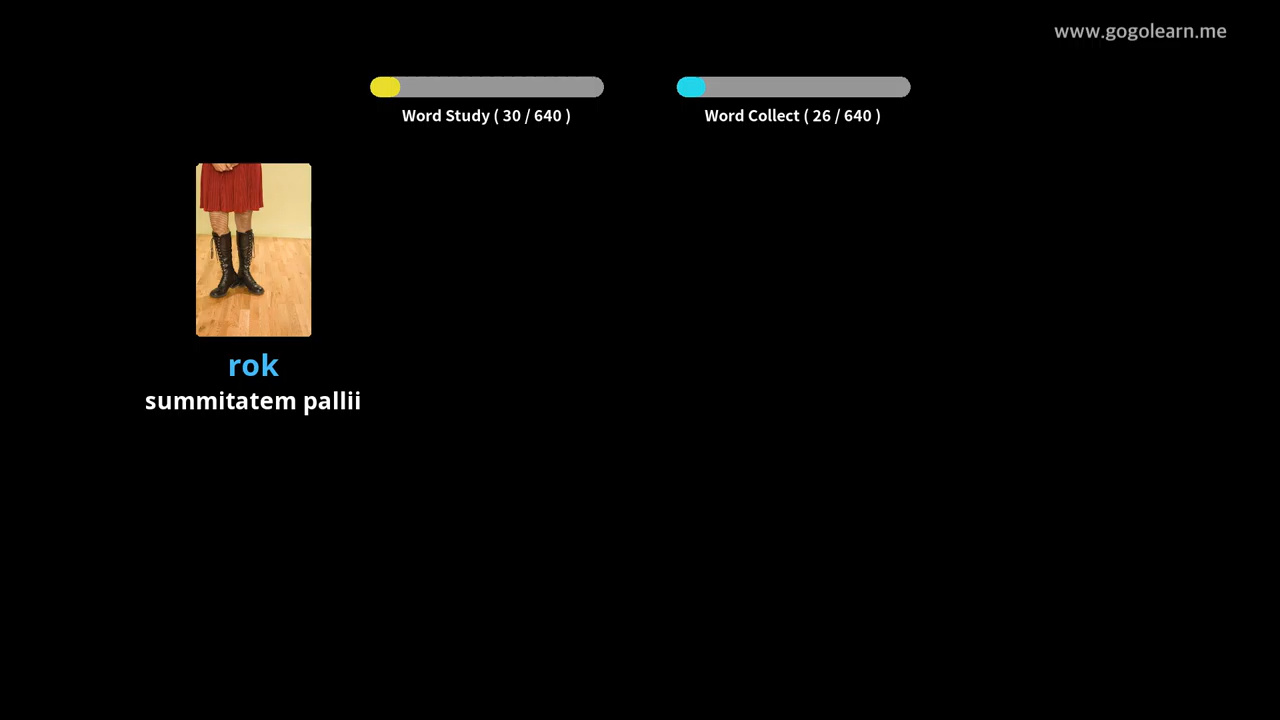 www.gogolearn.me
Word Study ( 30 / 640 )
Word Collect ( 26 / 640 )
rok
summitatem pallii